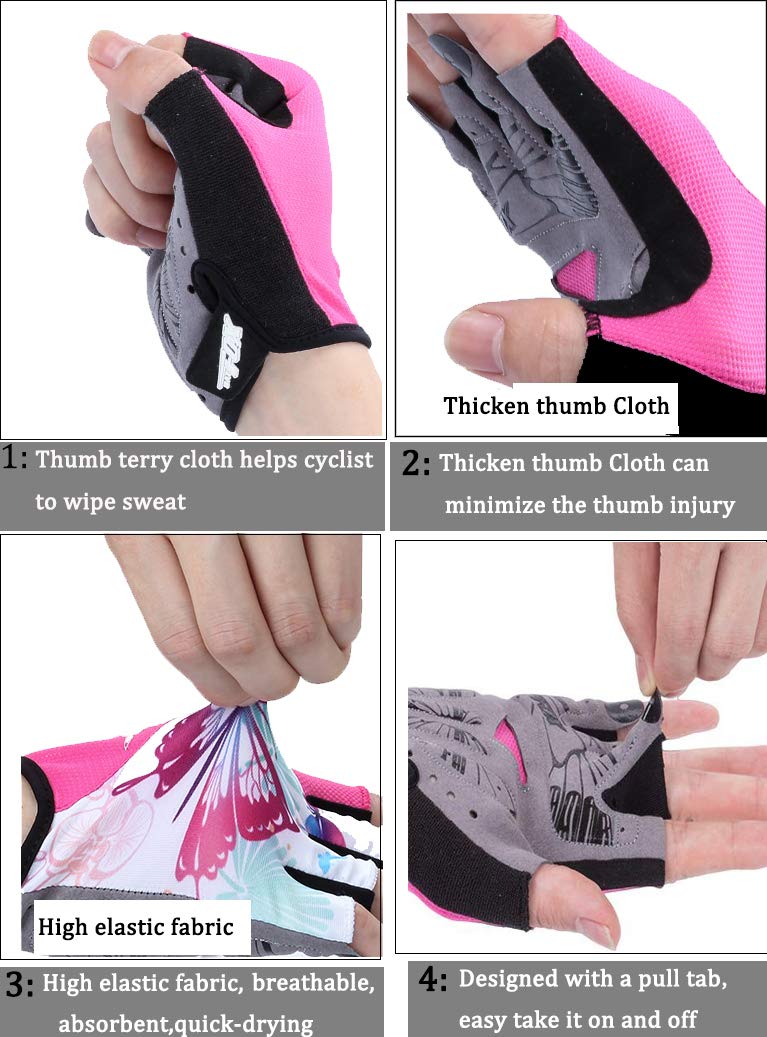 Thicken thumb Cloth
1: Thumb terry cloth helps cyclist
to wipe sweat
2: Thicken thumb Cloth can
minimize the thumb injury
High elastic fabric
3: High elastic fabric, breathable,
absorbent,quick-drying
4: Designed with a pull tab,
easy take it on and off